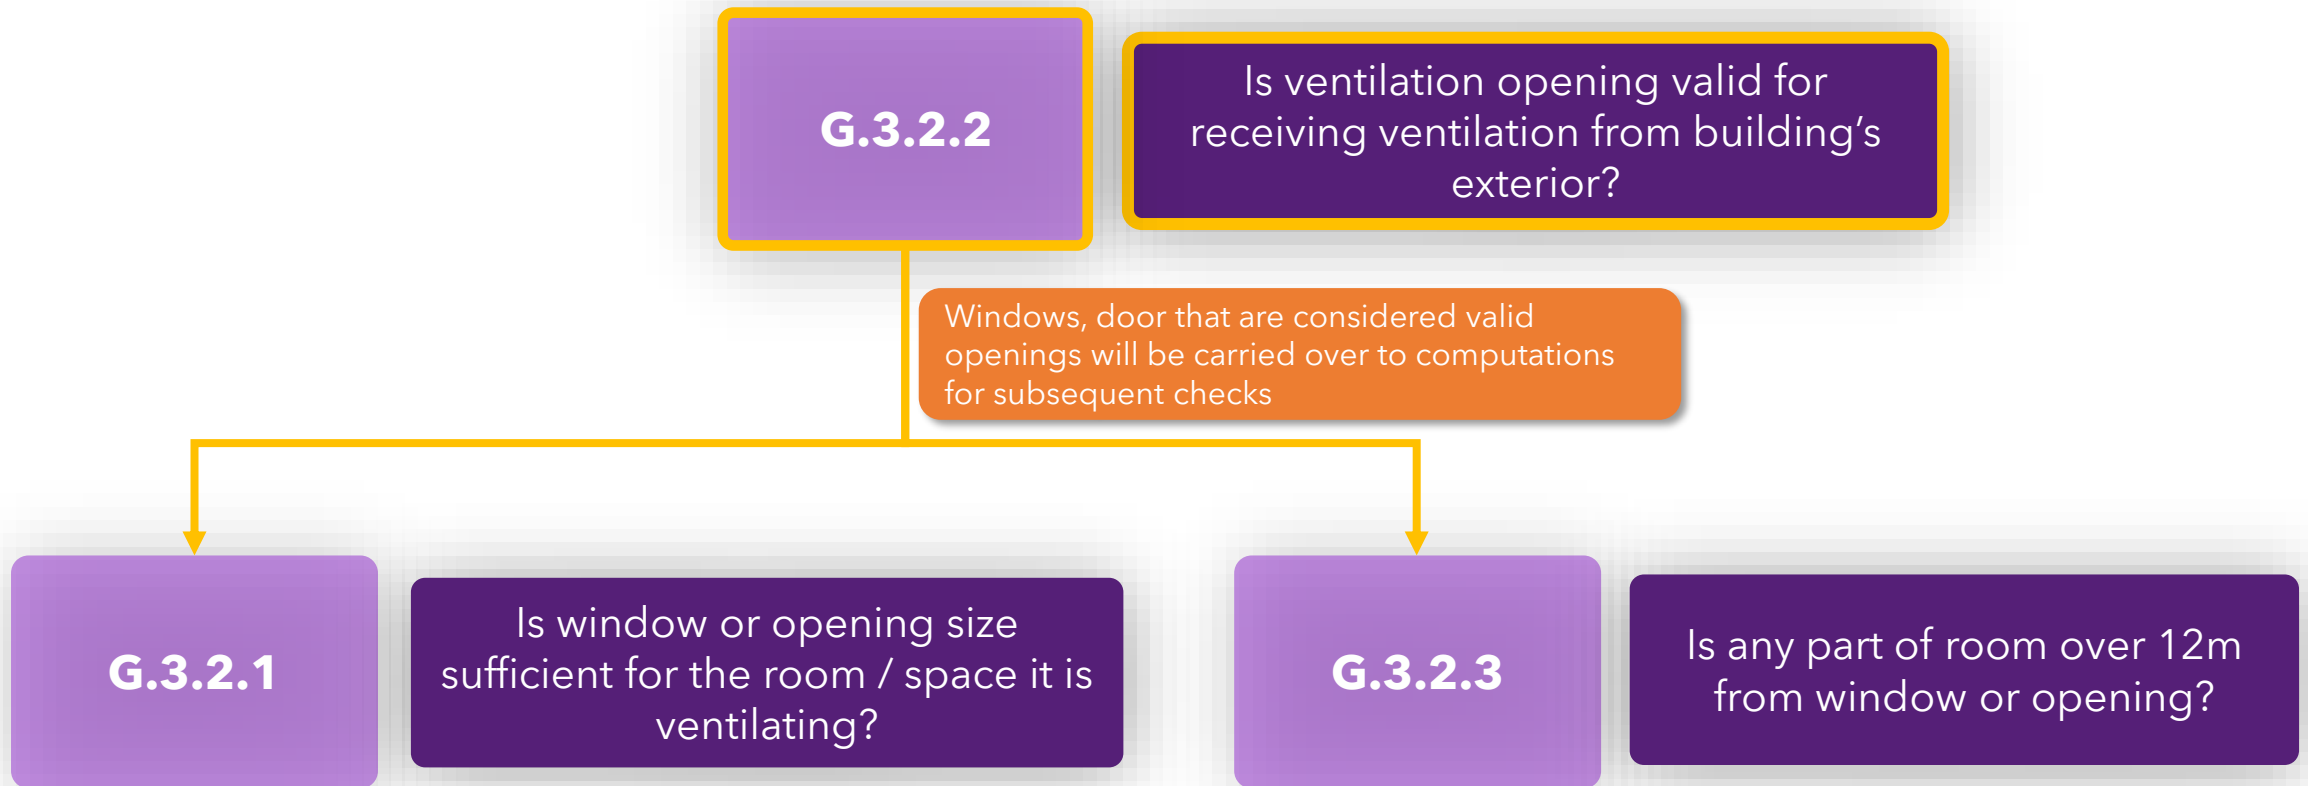 G.3.2.2
Is ventilation opening valid for
receiving ventilation from building’s
exterior?
Windows, door that are considered valid
openings will be carried over to computations
for subsequent checks
G.3.2.1
Is window or opening size
sufficient for the room / space it is
ventilating?
G.3.2.3
Is any part of room over 12m
from window or opening?